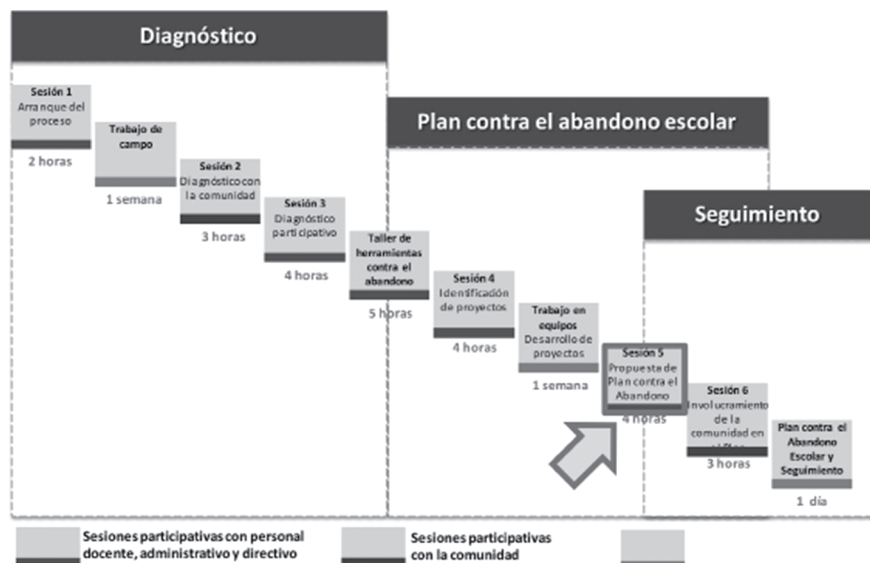 Diagnóstico
Plan contra el abandono escolar
Seguimiento
Sesión 1
Arranque del
proceso
2 horas
Trabajo de
campo
1 semana
Sesión 2
Diagnóstico con
la comunidad
3 horas
Sesión 3
Diagnóstico
participativo
4 horas
Taller de
herramientas
contra el
abandono
5 horas
Sesión 4
Identificación
de proyectos
4 horas
Trabajo en
equipos
Desarrollo de
proyectos
1 semana
Sesión 5
Propuesta de
Plan contra el
Abandono
4 horas
Sesión 6
Involucramiento
de la
comunidad en
3 horas
Plan contra el
Abandono
Escolar y
Seguimiento
1 día
Sesiones participativas con personal
docente, administrativo y directivo
Sesiones participativas
con la comunidad